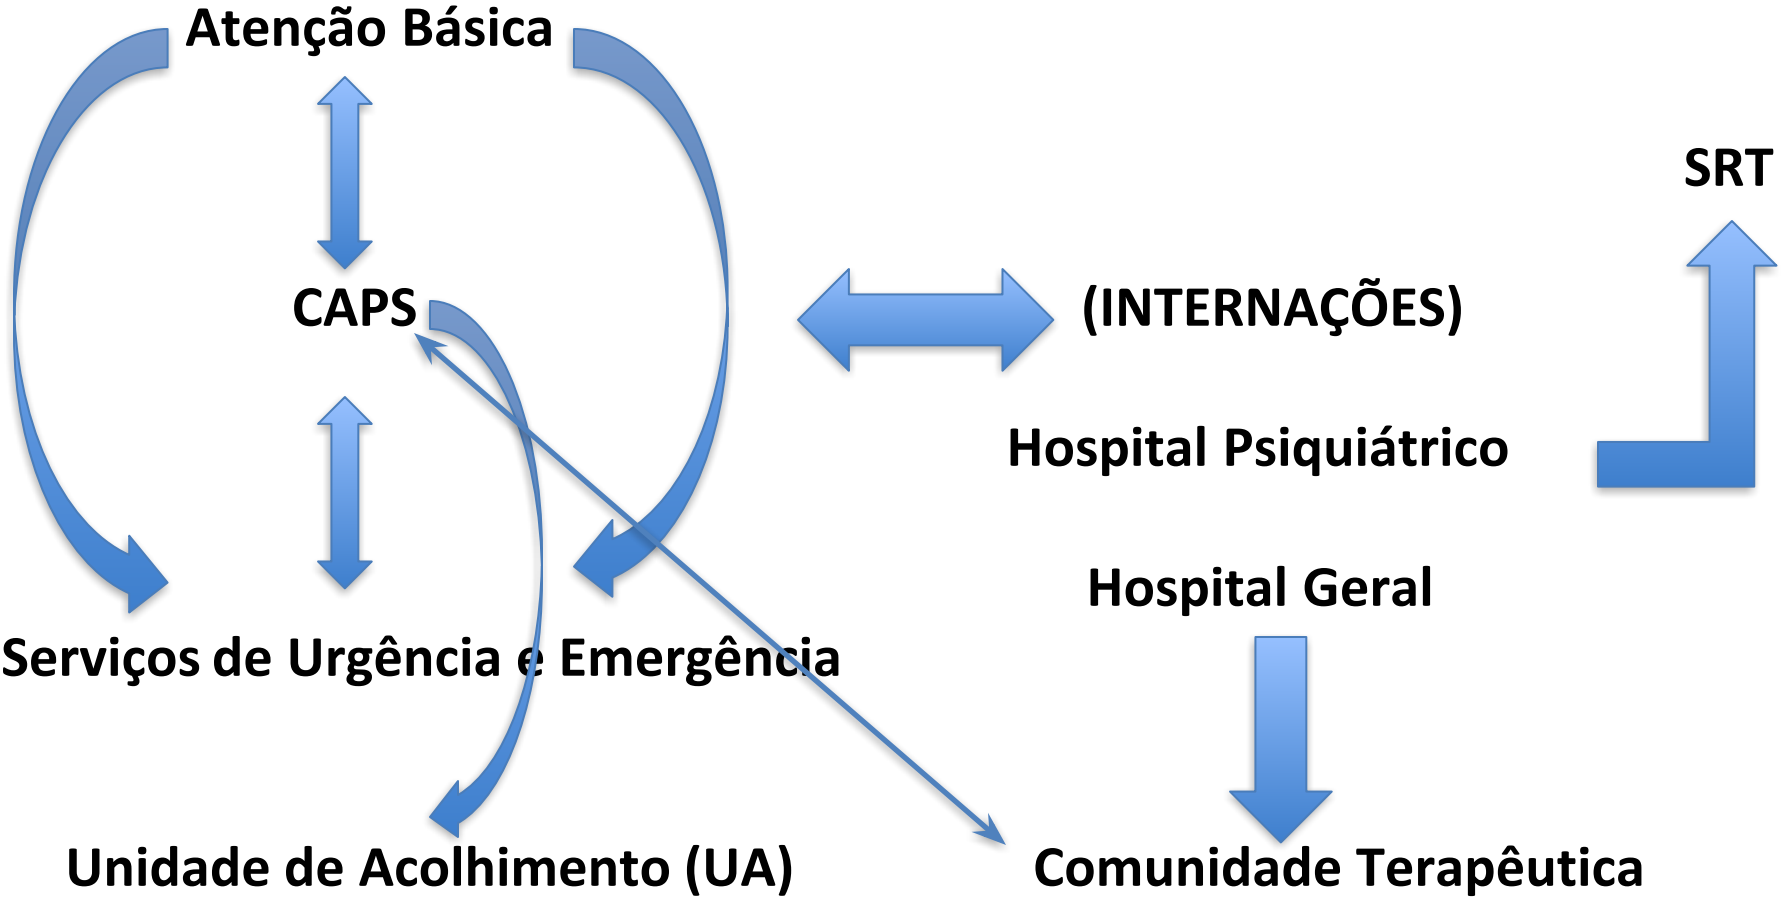 Atenção Básica
SRT
CAPS
(INTERNAÇÕES)
Hospital Psiquiátrico
Hospital Geral
Serviços de Urgência e Emergência
Unidade de Acolhimento (UA)
Comunidade Terapêutica